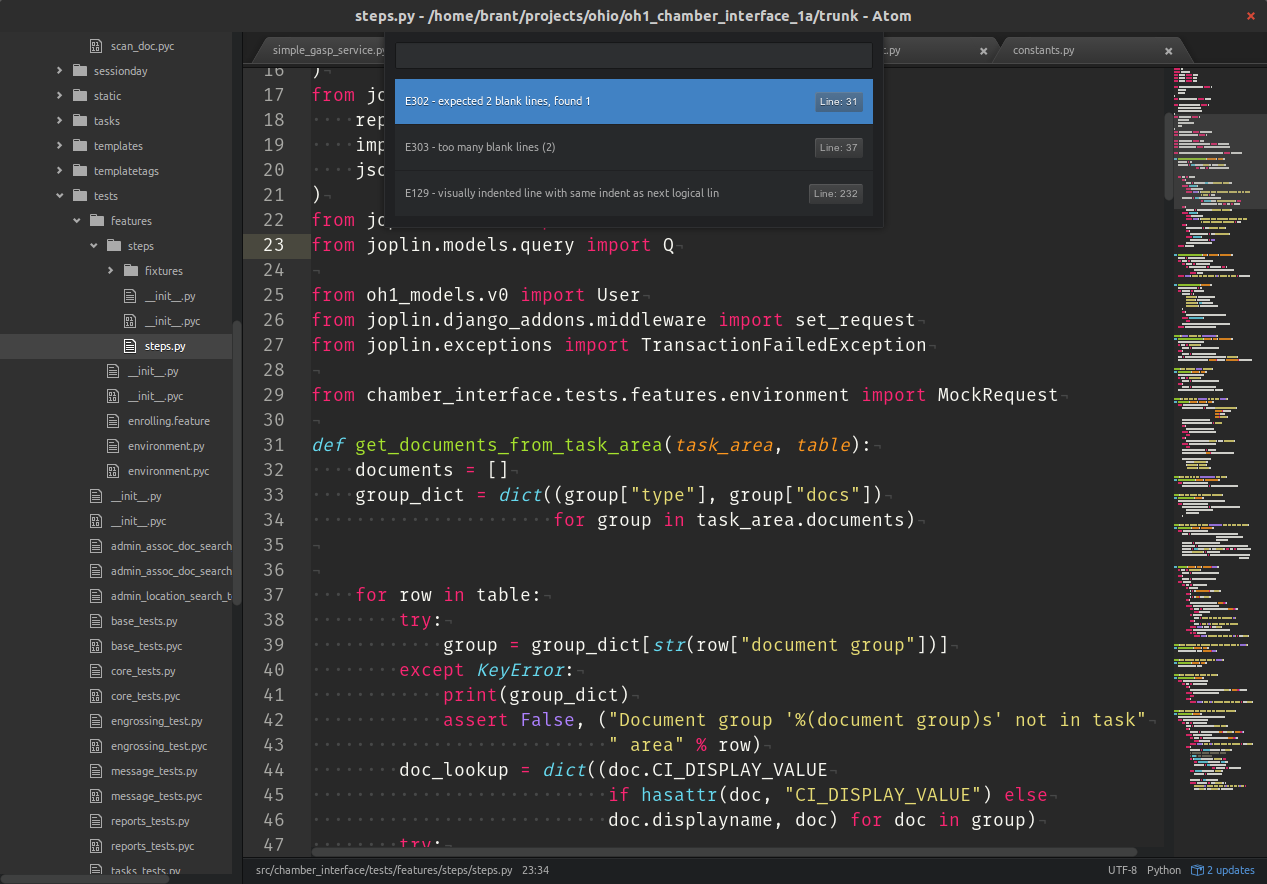 steps.py - /home/brant/projects/ohio/oh1_chamber_interface_1a/trunk - Atom
scan_doc.pyc
sessionday
static
tasks
templates
templatetags
tests
features
steps
fixtures
__init__.py
__init__.pyc
steps.py
__init__.py
__init__.pyc
enrolling.feature
environment.py
environment.pyc
__init__.py
__init__.pyc
admin_assoc_doc_search
admin_assoc_doc_search
admin_location_search_t
base_tests.py
base_tests.pyc
core_tests.py
core_tests.pyc
engrossing_test.py
engrossing_test.pyc
message_tests.py
message_tests.pyc
reports_tests.py
reports_tests.pyc
tasks_tests.py
simple_gasp_service.py
c.py
constants.py
E302 - expected 2 blank lines, found 1 Line: 31
E303 - too many blank lines (2) Line: 37
E129 - visually indented line with same indent as next logical lin Line: 232
16 )
17 from jo
18 rep
19 imp
20 jso
21 )
22 from jo
23 from joplin.models.query import Q
24
25 from oh1_models.v0 import User
26 from joplin.django_addons.middleware import set_request
27 from joplin.exceptions import TransactionFailedException
28
29 from chamber_interface.tests.features.environment import MockRequest
30
31 def get_documents_from_task_area(task_area, table):
32 documents = []
33 group_dict = dict((group["type"], group["docs"])
34 for group in task_area.documents)
35
36
37 for row in table:
38 try:
39 group = group_dict[str(row["document group"])]
40 except KeyError:
41 print(group_dict)
42 assert False, ("Document group '%(document group)s' not in task"
43 " area" % row)
44 doc_lookup = dict((doc.CI_DISPLAY_VALUE
45 if hasattr(doc, "CI_DISPLAY_VALUE") else
46 doc.displayname, doc) for doc in group)
47 try:
src/chamber_interface/tests/features/steps/steps.py 23:34
UTF-8 Python 2 updates